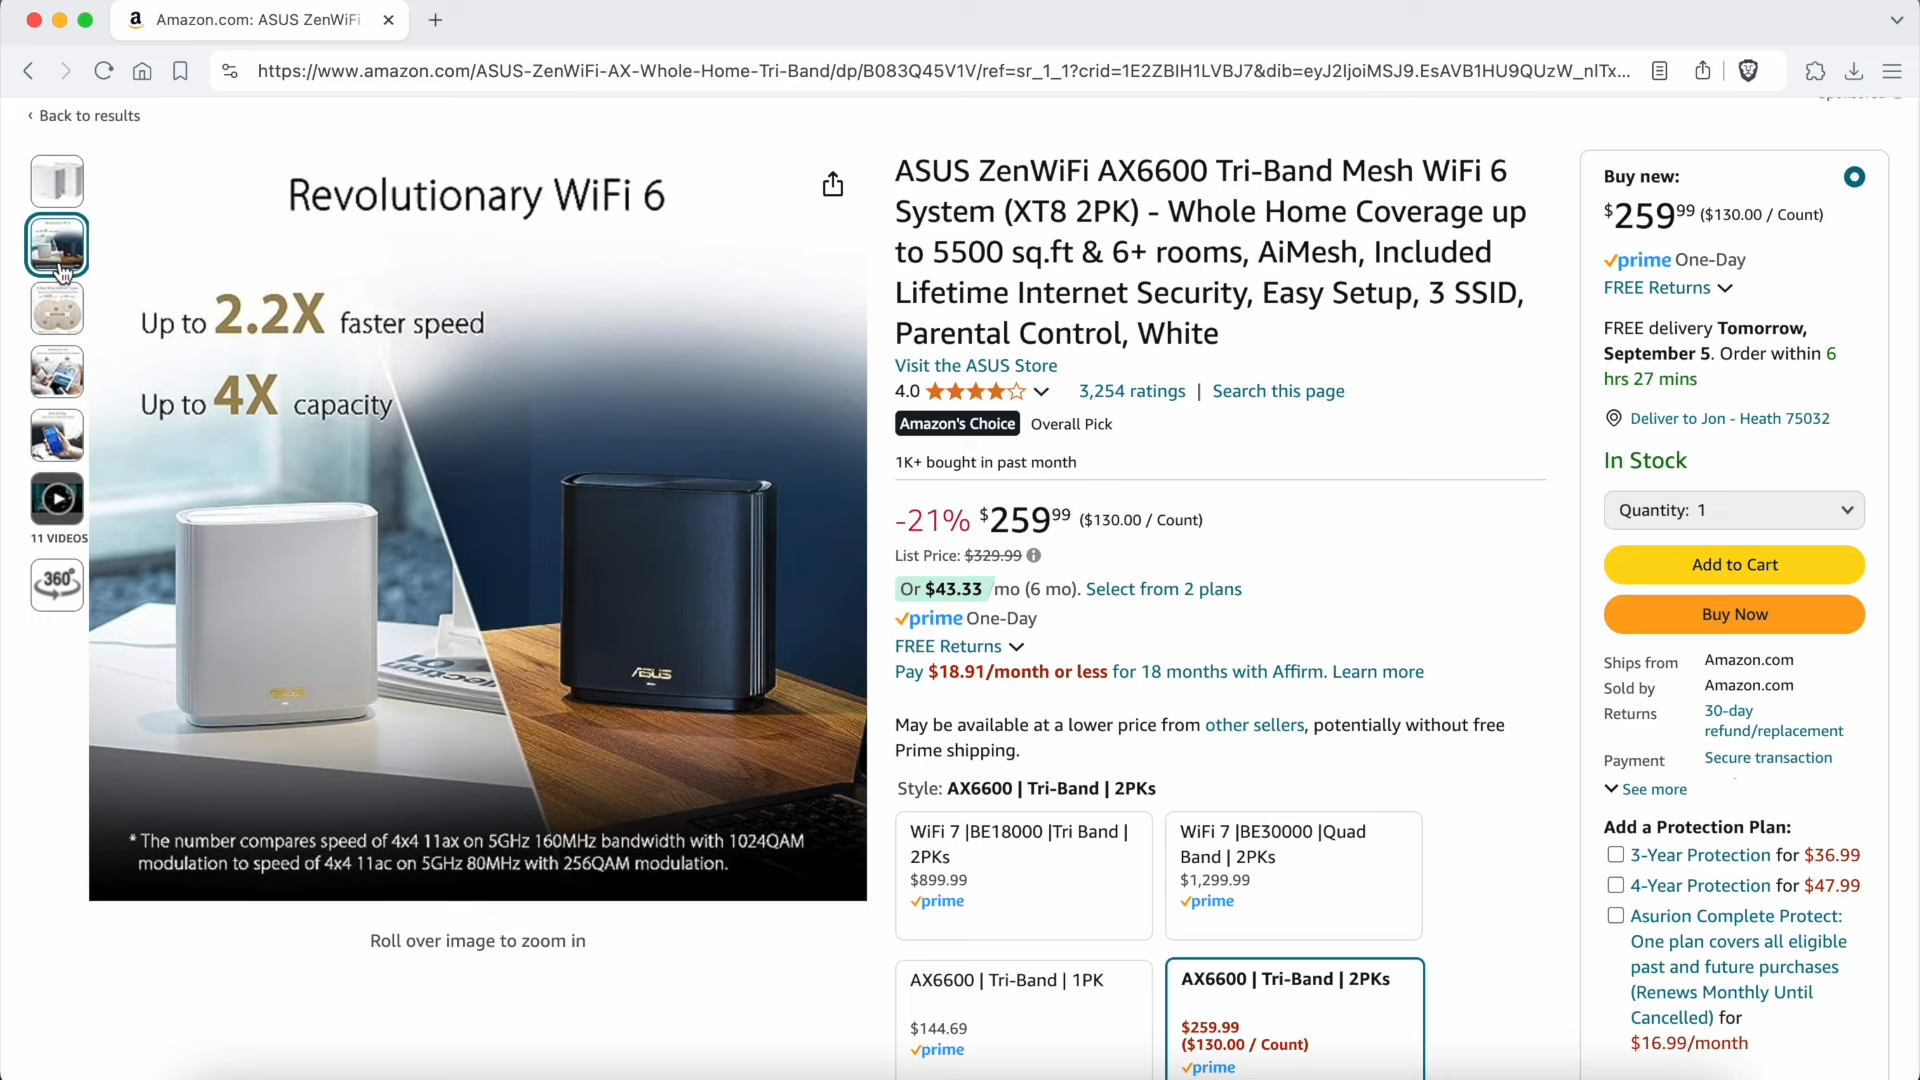 Amazon.com: ASUS ZenWiFi
https://www.amazon.com/ASUS-ZenWiFi-AX-Whole-Home-Tri-Band/dp/B083Q45V1V/ref=sr_1_1?crid=1E2ZBIH1LVBJ7&dib=eyJ2IjoiMSJ9.EsAVB1HU9QUzW_nlTx...
‹ Back to results
11 VIDEOS
360°
Revolutionary WiFi 6
Up to 2.2X faster speed
Up to 4X capacity
ASUS
ASUS
* The number compares speed of 4x4 11ax on 5GHz 160MHz bandwidth with 1024QAM
modulation to speed of 4x4 11ac on 5GHz 80MHz with 256QAM modulation.
Roll over image to zoom in
ASUS ZenWiFi AX6600 Tri-Band Mesh WiFi 6
System (XT8 2PK) - Whole Home Coverage up
to 5500 sq.ft & 6+ rooms, AiMesh, Included
Lifetime Internet Security, Easy Setup, 3 SSID,
Parental Control, White
Visit the ASUS Store
4.0 3,254 ratings | Search this page
Amazon's Choice Overall Pick
1K+ bought in past month
-21% $259.99 ($130.00 / Count)
List Price: $329.99
Or $43.33 /mo (6 mo). Select from 2 plans
prime One-Day
FREE Returns
Pay $18.91/month or less for 18 months with Affirm. Learn more
May be available at a lower price from other sellers, potentially without free
Prime shipping.
Style: AX6600 | Tri-Band | 2PKs
WiFi 7 |BE18000 |Tri Band |
2PKs
$899.99
prime
WiFi 7 |BE30000 |Quad
Band | 2PKs
$1,299.99
prime
AX6600 | Tri-Band | 1PK
$144.69
prime
AX6600 | Tri-Band | 2PKs
$259.99
($130.00 / Count)
prime
Buy new:
$259.99 ($130.00 / Count)
prime One-Day
FREE Returns
FREE delivery Tomorrow,
September 5. Order within 6
hrs 27 mins
Deliver to Jon - Heath 75032
In Stock
Quantity: 1
Add to Cart
Buy Now
Ships from Amazon.com
Sold by Amazon.com
Returns 30-day
refund/replacement
Payment Secure transaction
See more
Add a Protection Plan:
3-Year Protection for $36.99
4-Year Protection for $47.99
Asurion Complete Protect:
One plan covers all eligible
past and future purchases
(Renews Monthly Until
Cancelled) for
$16.99/month